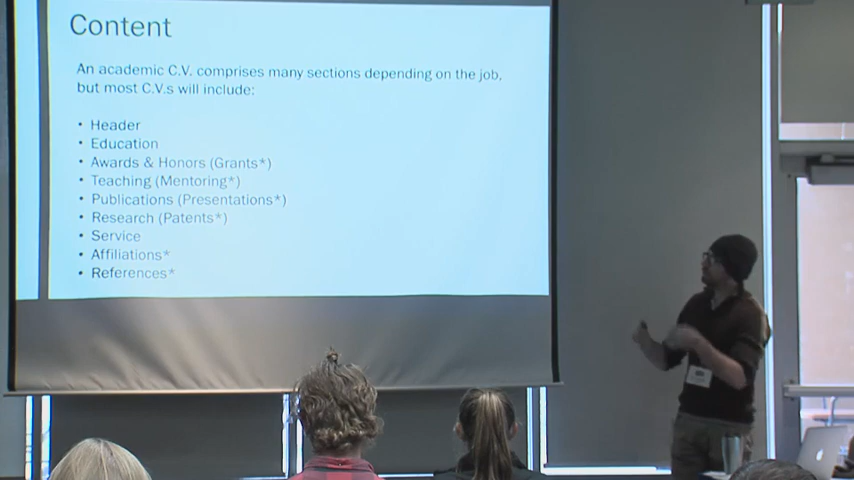 Content
An academic C.V. comprises many sections depending on the job,
but most C.V.s will include:
• Header
• Education
• Awards & Honors (Grants*)
• Teaching (Mentoring*)
• Publications (Presentations*)
• Research (Patents*)
• Service
• Affiliations*
• References*